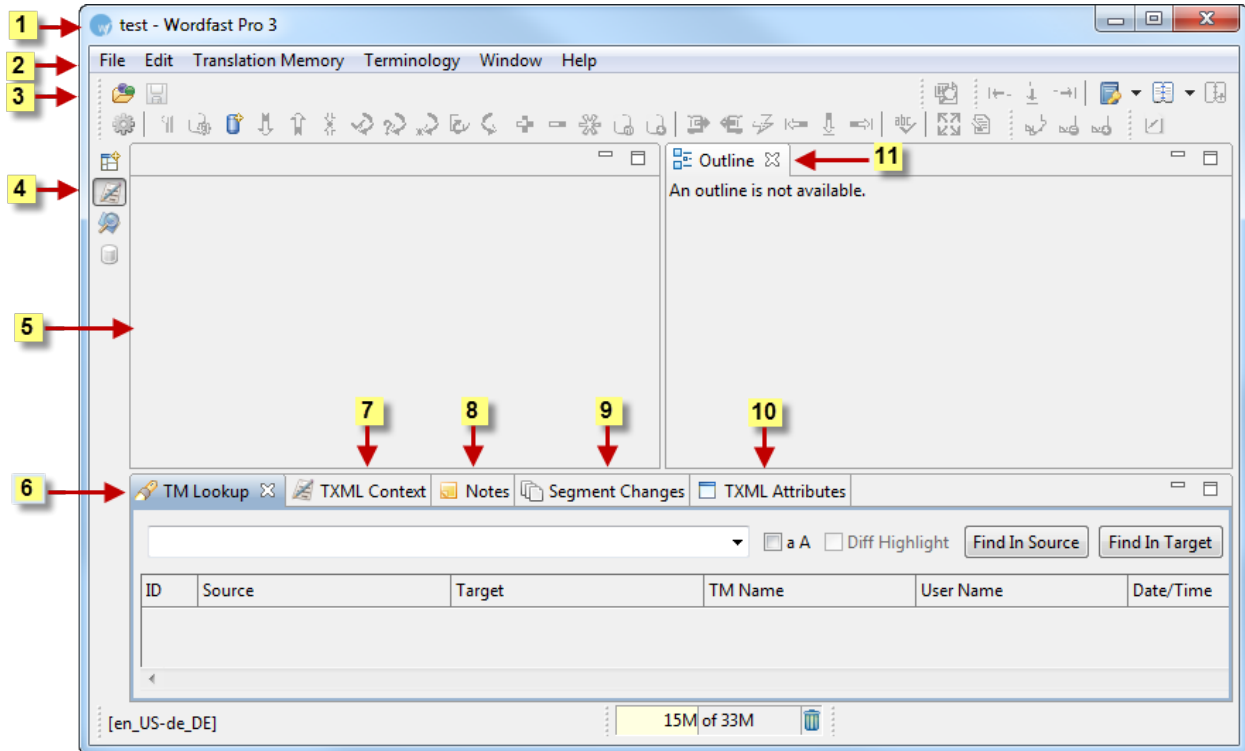 1
test - Wordfast Pro 3
2
File Edit Translation Memory Terminology Window Help
3
abc
4
Outline
11
An outline is not available.
5
7
8
9
10
6
TM Lookup TXML Context Notes Segment Changes TXML Attributes
a A Diff Highlight Find In Source Find In Target
ID Source Target TM Name User Name Date/Time
[en_US-de_DE] 15M of 33M